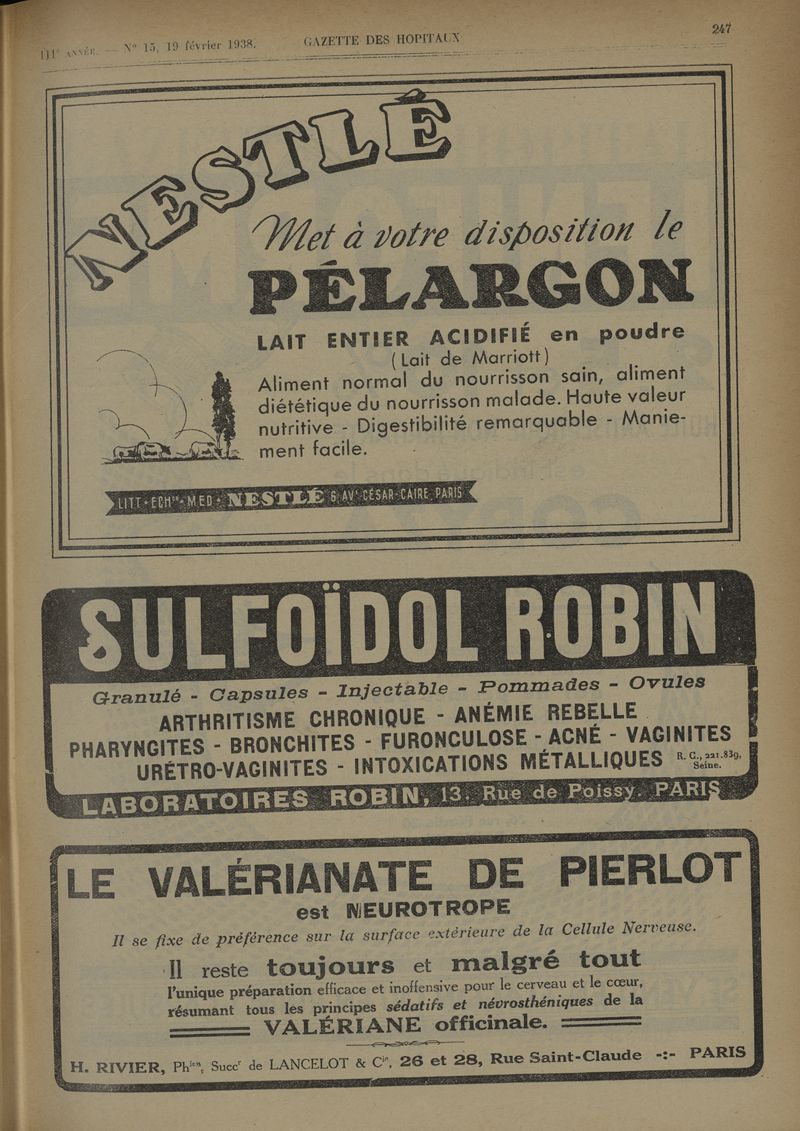 111e ANNÉE. — No 15, 19 février 1938. GAZETTE DES HOPITAUX 247
NESTLÉ
Met à votre disposition le
PÉLARGON
LAIT ENTIER ACIDIFIÉ en poudre
(Lait de Marriott)
Aliment normal du nourrisson sain, aliment
diététique du nourrisson malade. Haute valeur
nutritive - Digestibilité remarquable - Manie-
ment facile.
LITT. & ECHons MED. NESTLÉ 6 AVe CÉSAR-CAIRE, PARIS
SULFOÏDOL ROBIN
Granulé - Capsules - Injectable - Pommades - Ovules
ARTHRITISME CHRONIQUE - ANÉMIE REBELLE
PHARYNGITES - BRONCHITES - FURONCULOSE - ACNÉ - VAGINITES
URÉTRO-VAGINITES - INTOXICATIONS MÉTALLIQUES R. C., 221.839, Seine.
LABORATOIRES ROBIN, 13, Rue de Poissy, PARIS
LE VALÉRIANATE DE PIERLOT
est NEUROTROPE
Il se fixe de préférence sur la surface extérieure de la Cellule Nerveuse.
Il reste toujours et malgré tout
l'unique préparation efficace et inoffensive pour le cerveau et le cœur,
résumant tous les principes sédatifs et névrosthéniques de la
VALÉRIANE officinale.
H. RIVIER, Phien, Succr de LANCELOT & Cie, 26 et 28, Rue Saint-Claude -:- PARIS